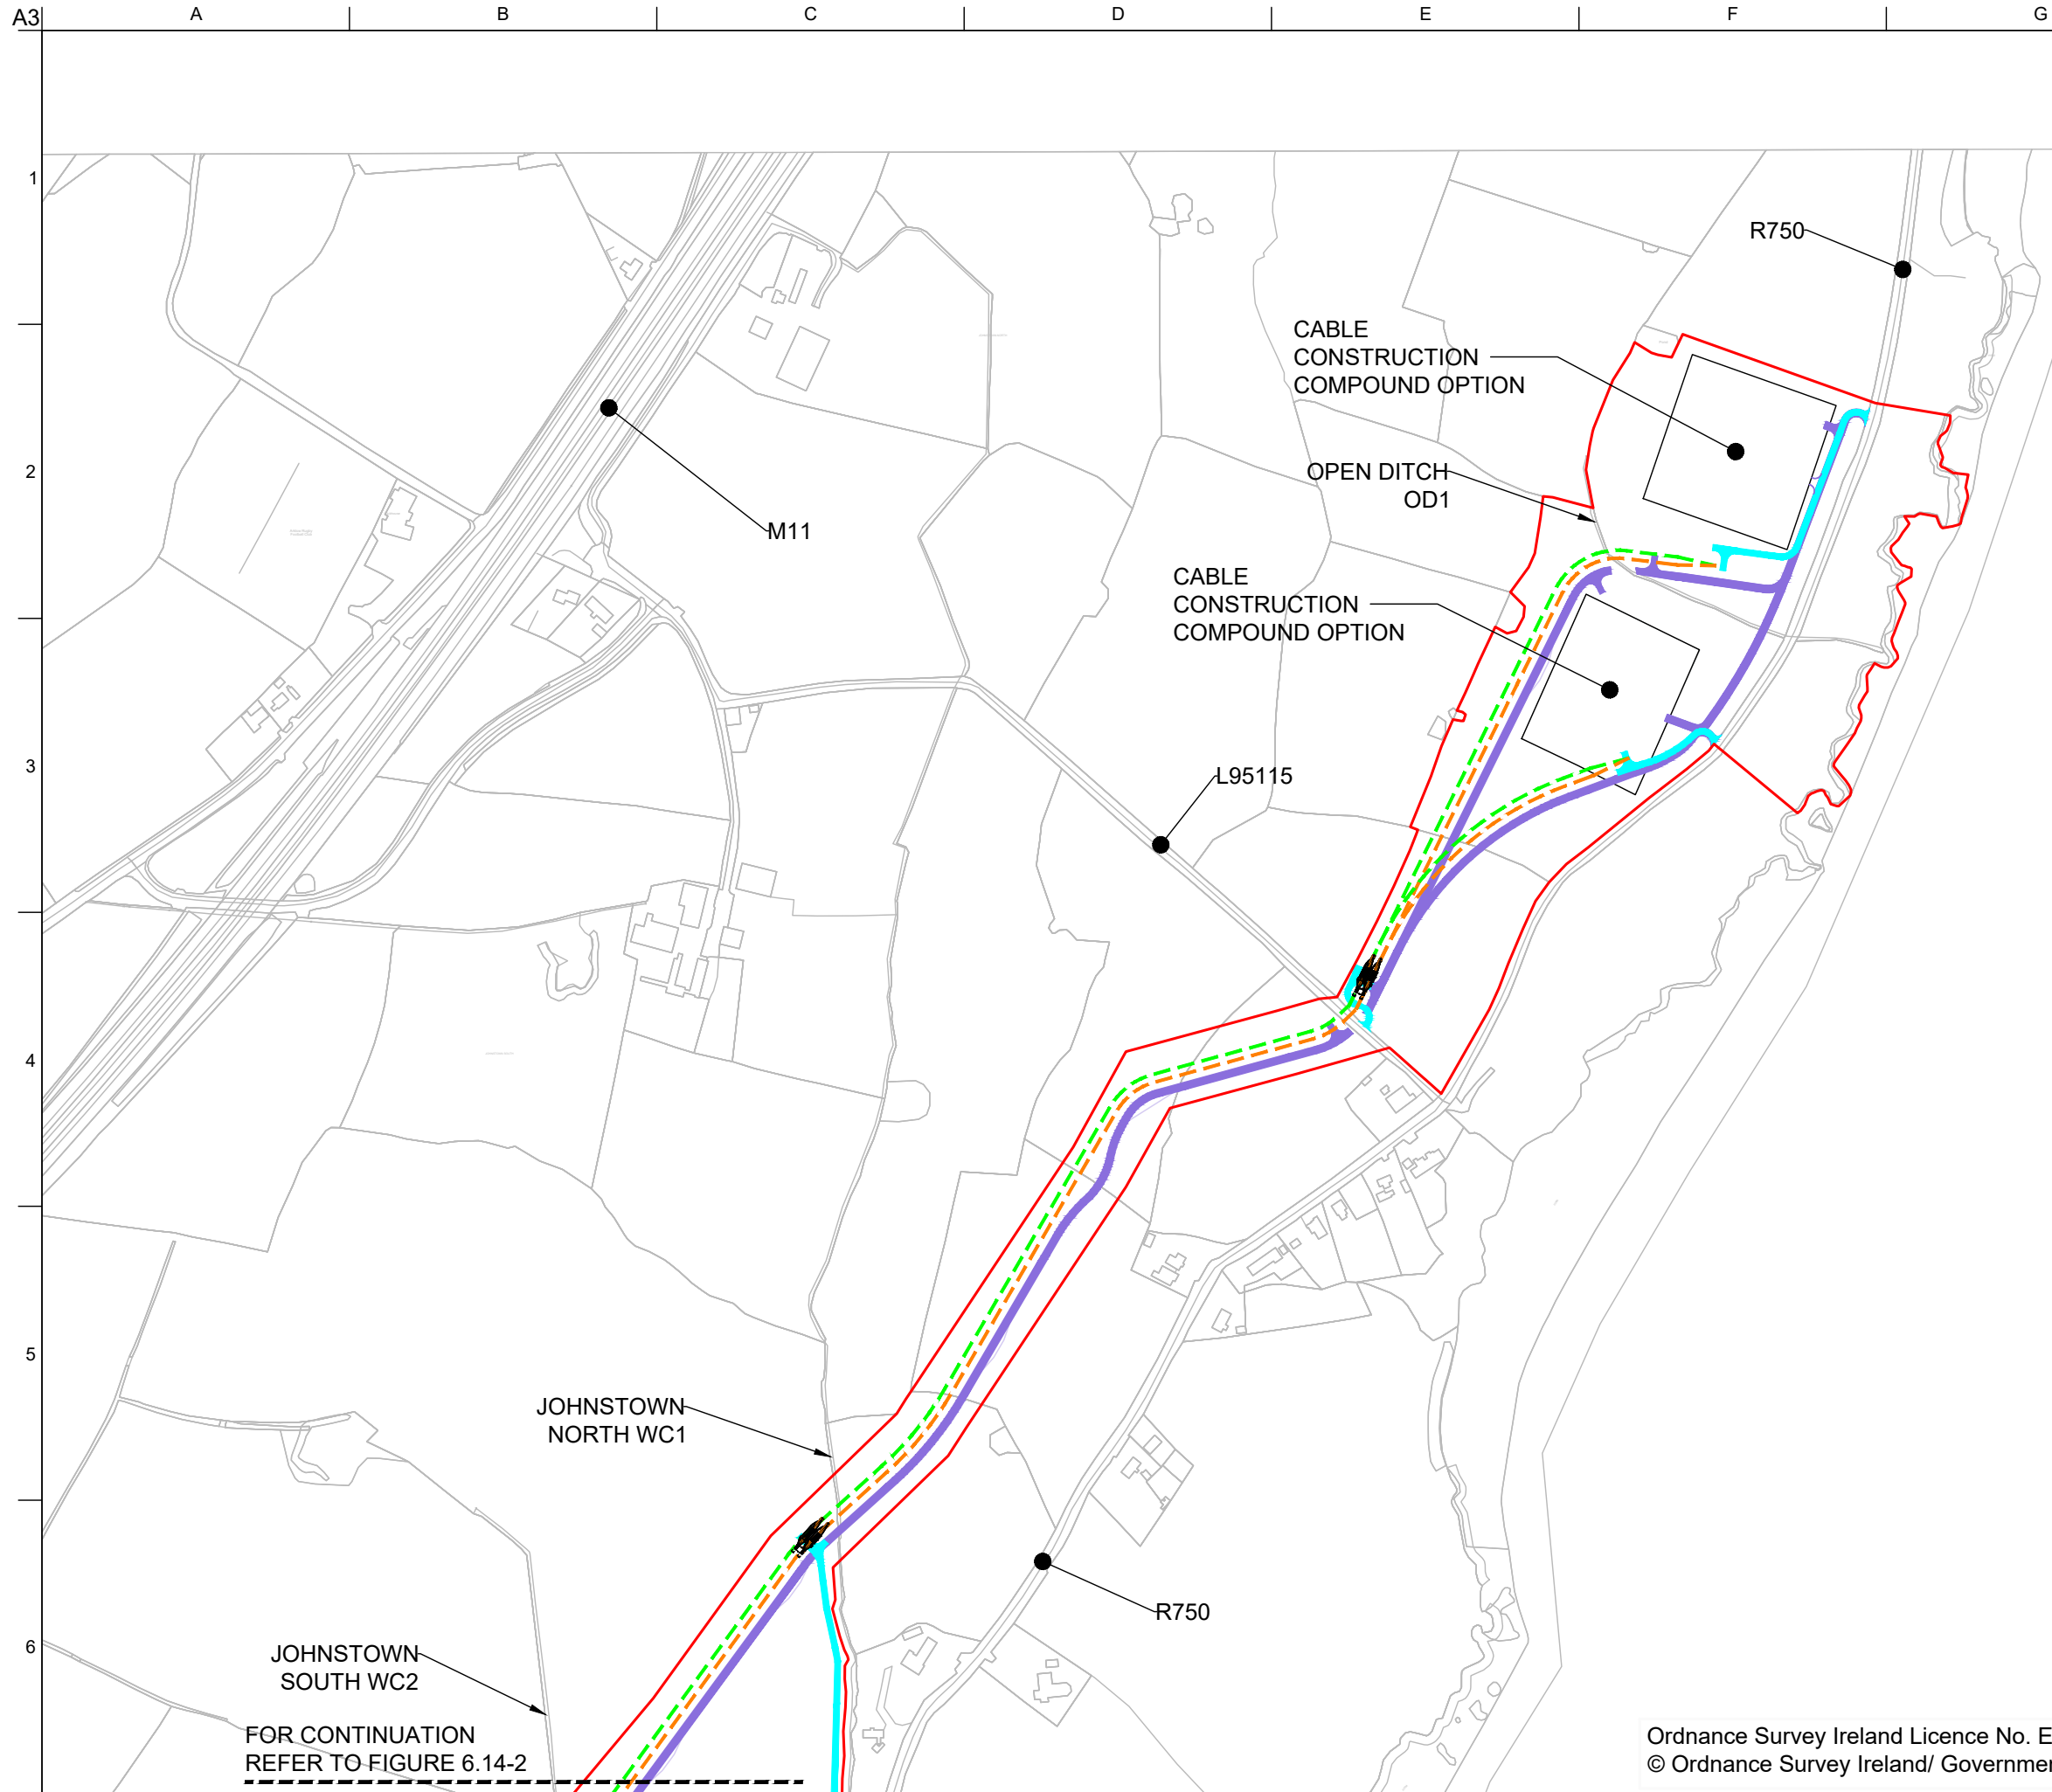 A3
A
B
C
D
E
F
G
1
R750
CABLE
CONSTRUCTION
COMPOUND OPTION
2
OPEN DITCH
OD1
M11
CABLE
CONSTRUCTION
COMPOUND OPTION
3
L95115
4
5
JOHNSTOWN
NORTH WC1
R750
6
JOHNSTOWN
SOUTH WC2
FOR CONTINUATION
REFER TO FIGURE 6.14-2
Ordnance Survey Ireland Licence No. E
© Ordnance Survey Ireland/ Governme